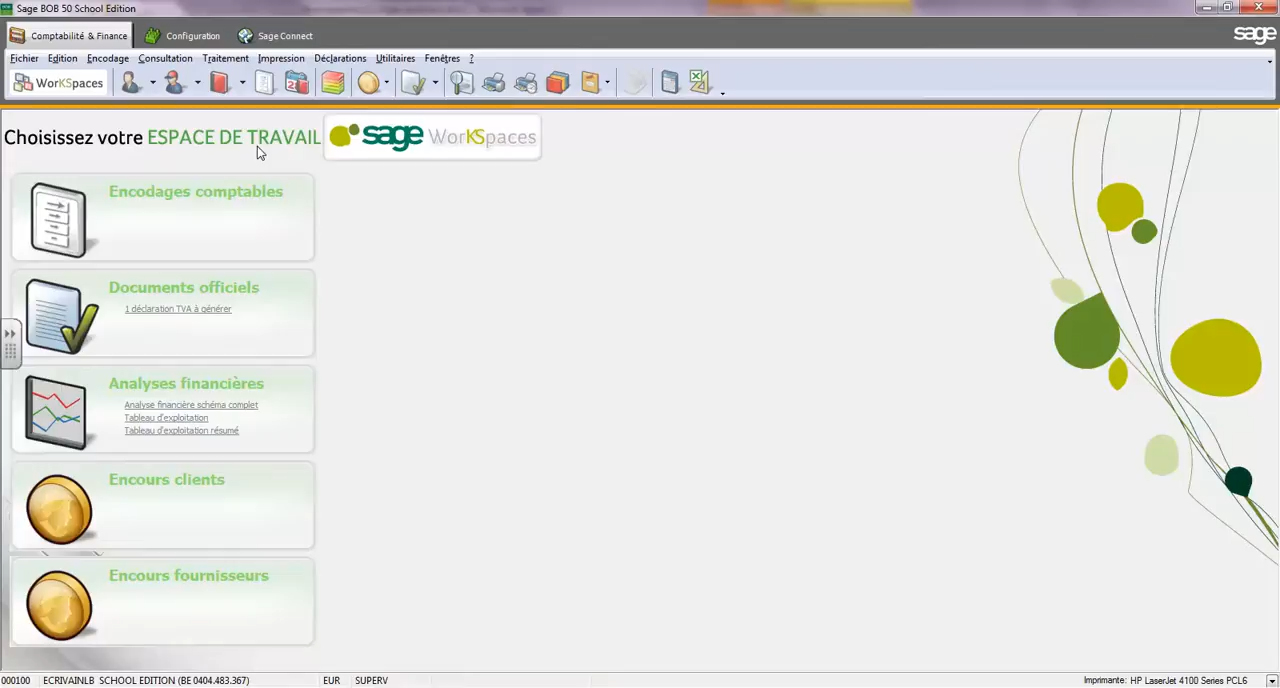 Sage BOB 50 School Edition
Comptabilité & Finance Configuration Sage Connect
sage
Fichier Edition Encodage Consultation Traitement Impression Déclarations Utilitaires Fenêtres ?
WorKSpaces
Choisissez votre ESPACE DE TRAVAIL
sage WorKSpaces
Encodages comptables
Documents officiels
1 déclaration TVA à générer
Analyses financières
Analyse financière schéma complet
Tableau d'exploitation
Tableau d'exploitation résumé
Encours clients
Encours fournisseurs
000100 ECRIVAINLB SCHOOL EDITION (BE 0404.483.367) EUR SUPERV Imprimante: HP LaserJet 4100 Series PCL6